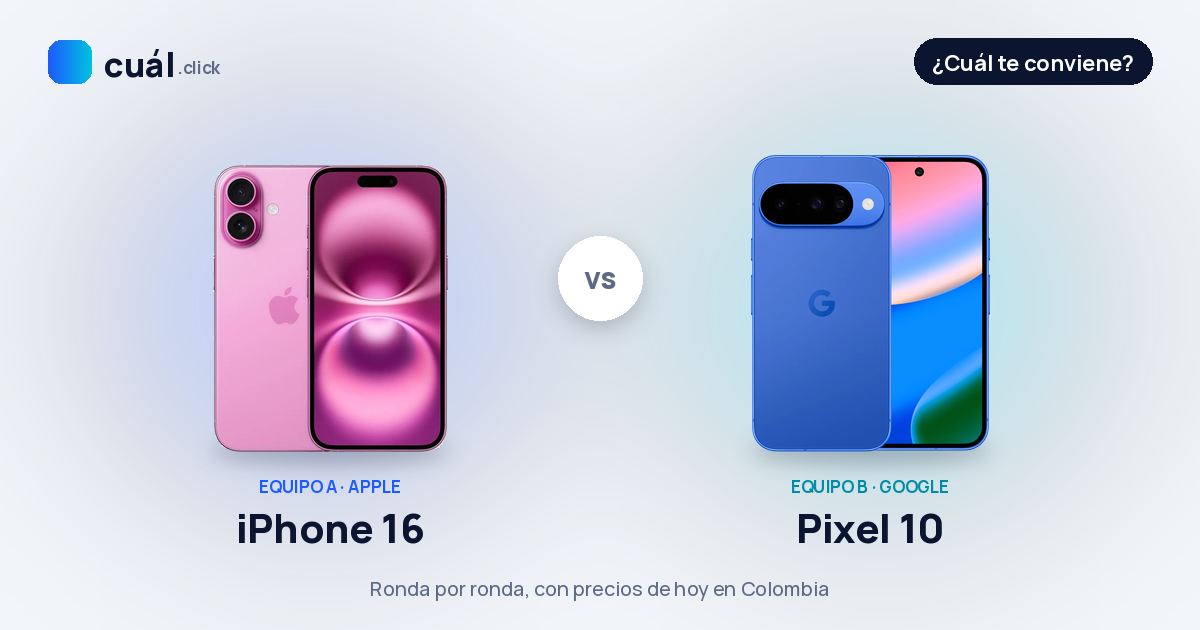 cuál.click
¿Cuál te conviene?
VS
EQUIPO A · APPLE
iPhone 16
EQUIPO B · GOOGLE
Pixel 10
Ronda por ronda, con precios de hoy en Colombia